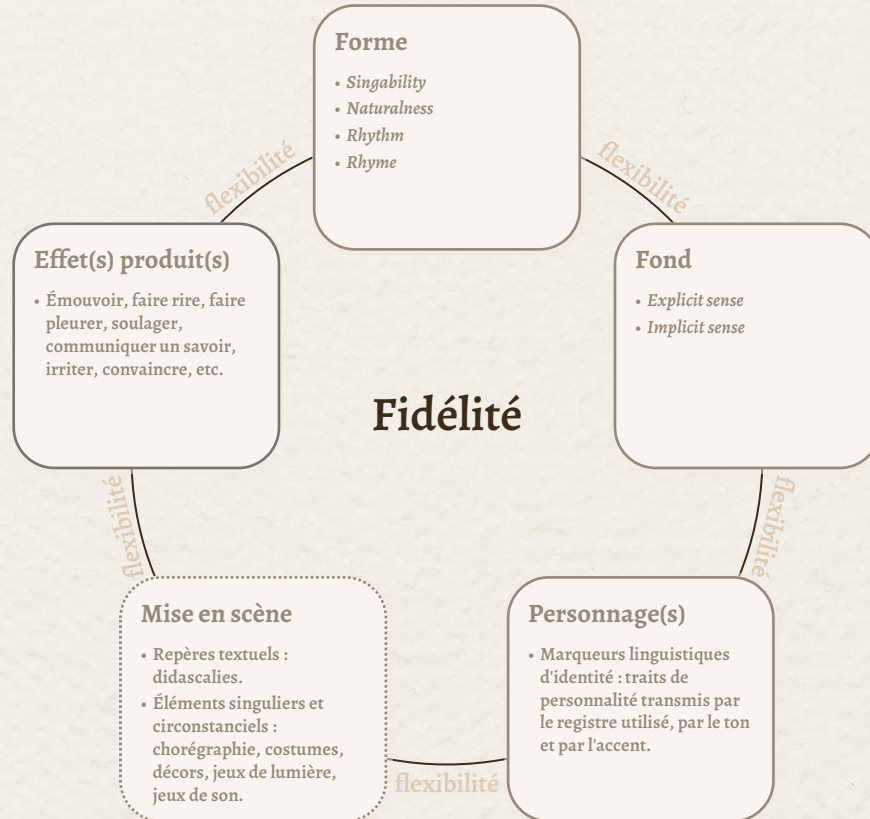 Forme
• Singability
• Naturalness
• Rhythm
• Rhyme
flexibilité
flexibilité
Effet(s) produit(s)
• Émouvoir, faire rire, faire
pleurer, soulager,
communiquer un savoir,
irriter, convaincre, etc.
Fond
• Explicit sense
• Implicit sense
Fidélité
flexibilité
flexibilité
Mise en scène
• Repères textuels :
didascalies.
• Éléments singuliers et
circonstanciels :
chorégraphie, costumes,
décors, jeux de lumière,
jeux de son.
Personnage(s)
• Marqueurs linguistiques
d'identité : traits de
personnalité transmis par
le registre utilisé, par le ton
et par l'accent.
flexibilité